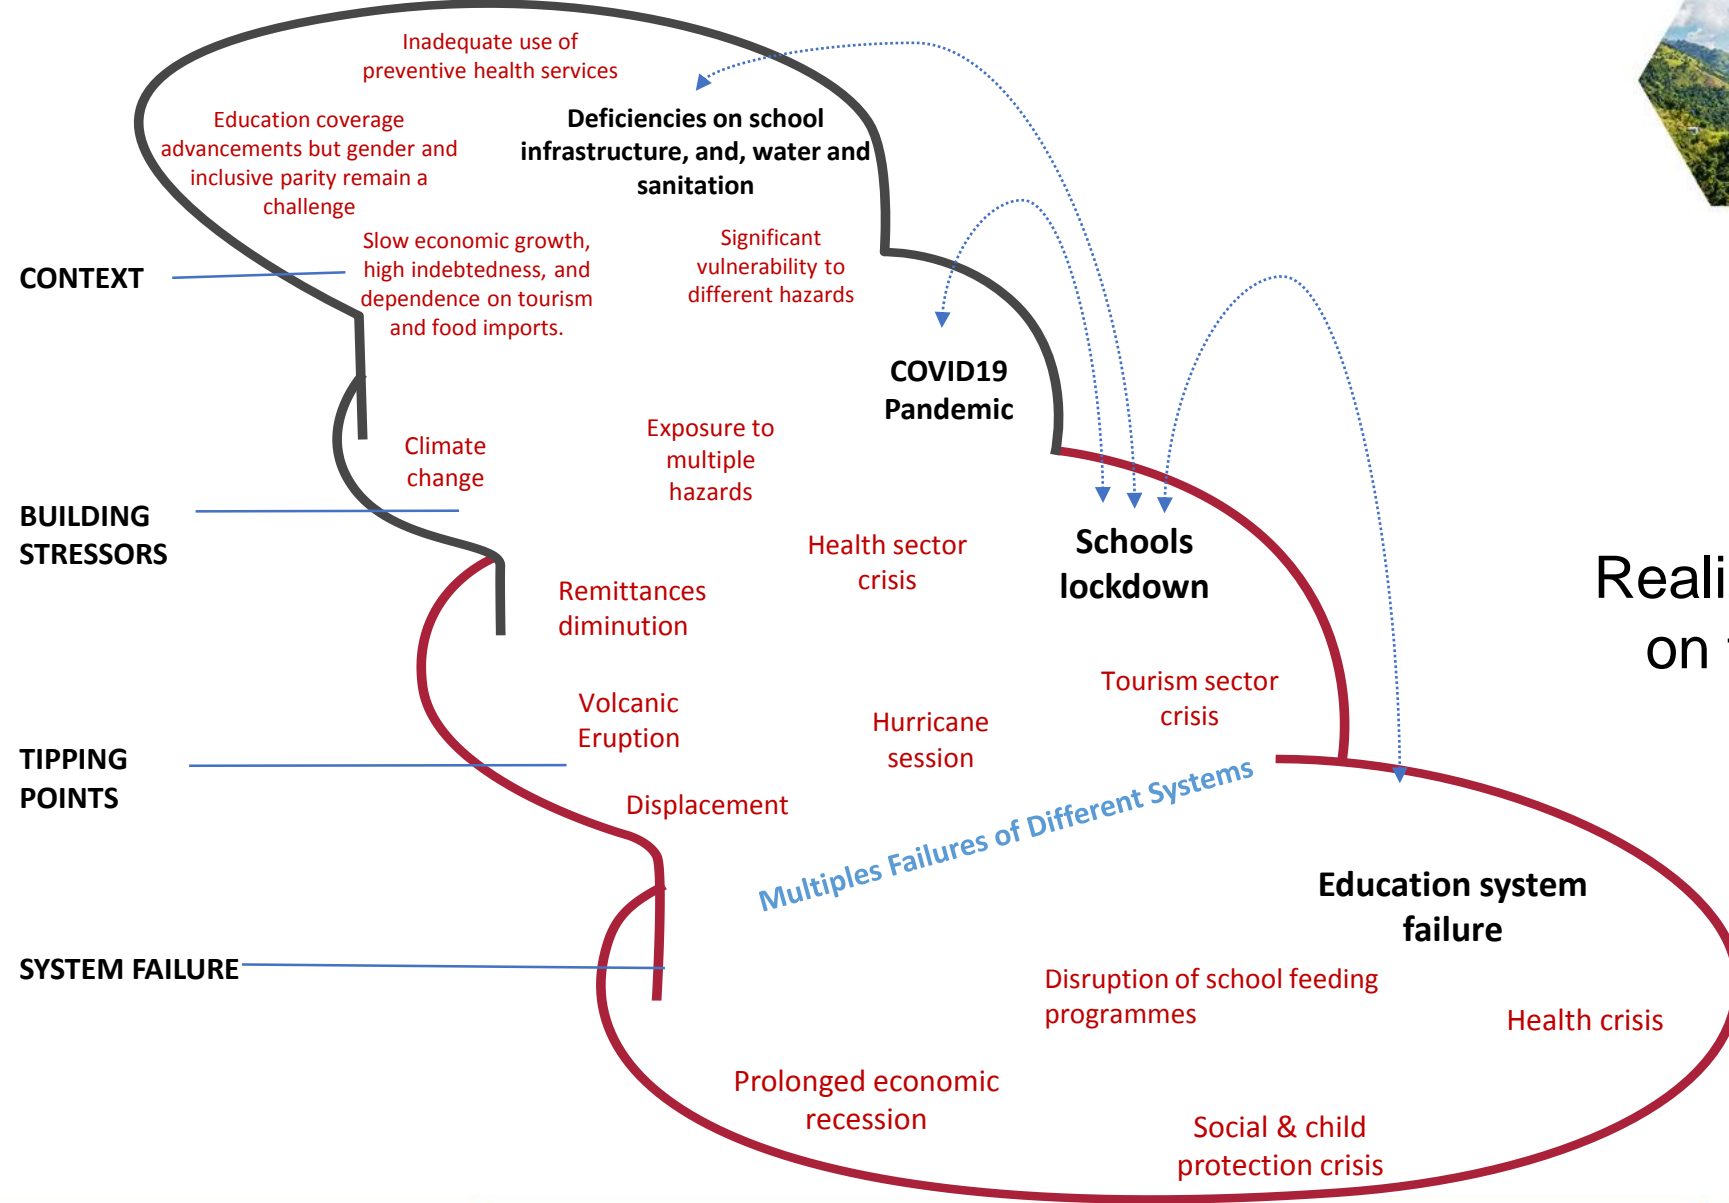 Inadequate use of
preventive health services
Education coverage
advancements but gender and
inclusive parity remain a
challenge
Deficiencies on school
infrastructure, and, water and
sanitation
CONTEXT
Slow economic growth,
high indebtedness, and
dependence on tourism
and food imports.
Significant
vulnerability to
different hazards
COVID19
Pandemic
Climate
change
Exposure to
multiple
hazards
BUILDING
STRESSORS
Health sector
crisis
Schools
lockdown
Remittances
diminution
Reali
on
Volcanic
Eruption
Hurricane
session
Tourism sector
crisis
TIPPING
POINTS
Displacement
Multiples Failures of Different Systems
Education system
failure
SYSTEM FAILURE
Disruption of school feeding
programmes
Health crisis
Prolonged economic
recession
Social & child
protection crisis